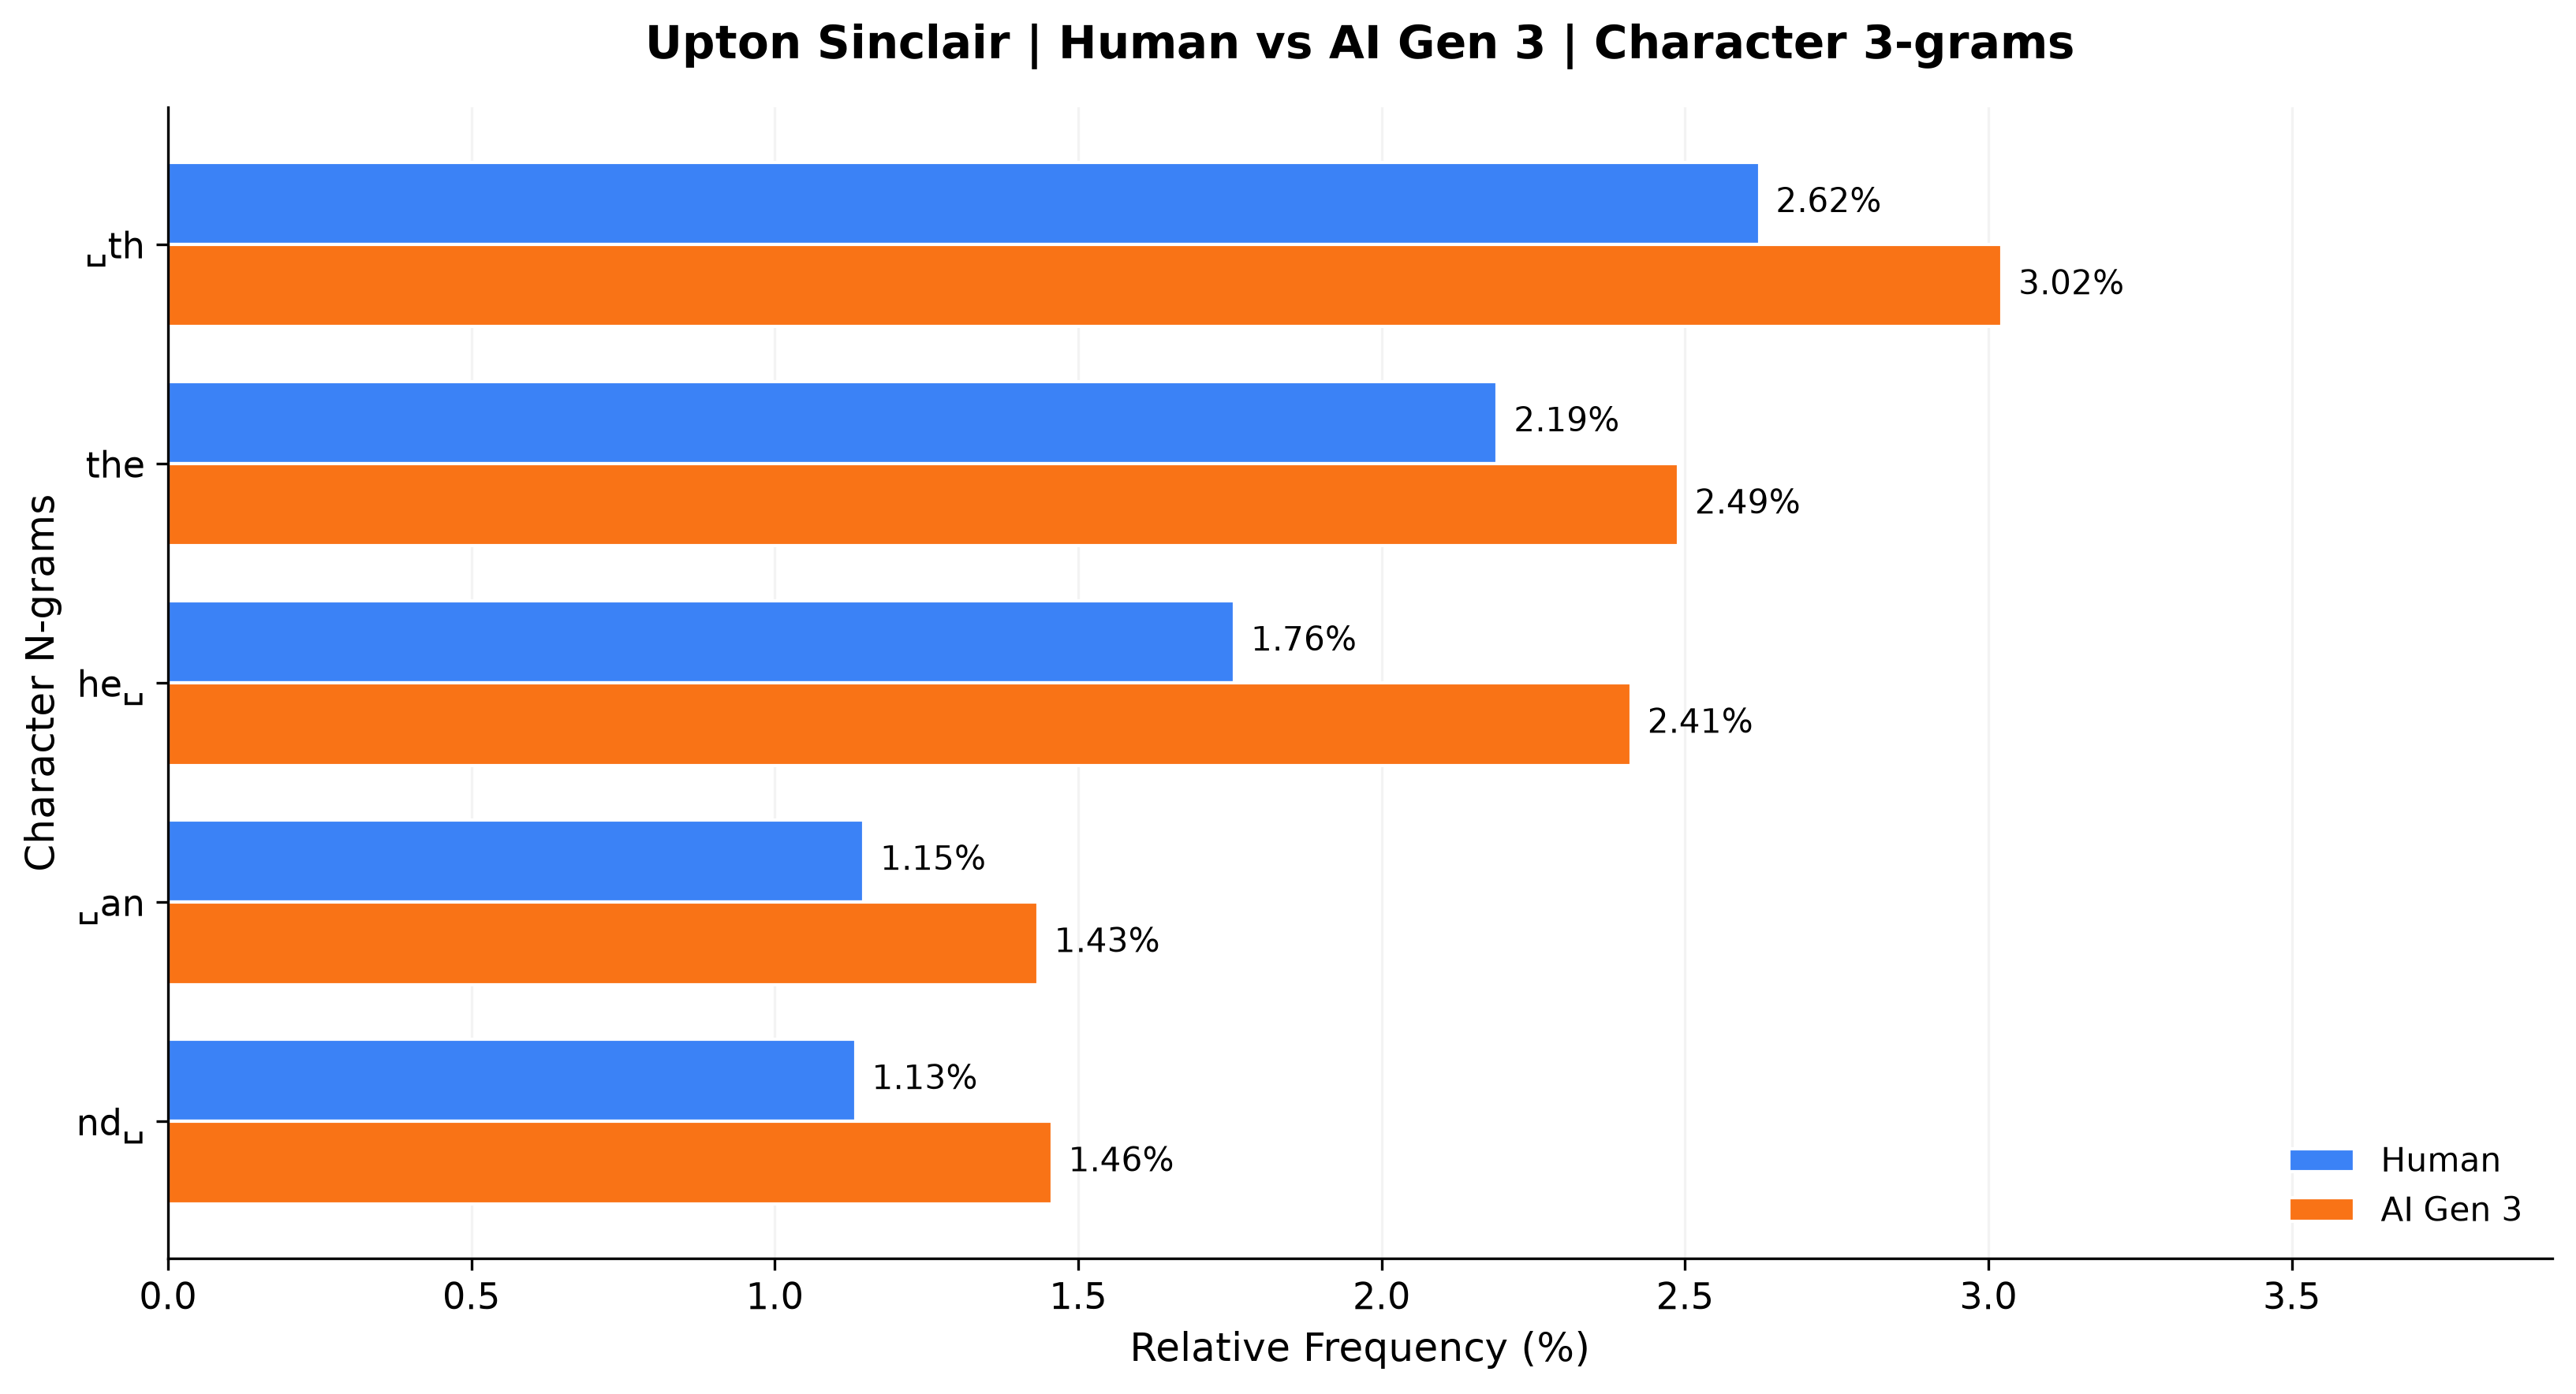 Upton Sinclair | Human vs AI Gen 3 | Character 3-grams
Character N-grams
␣th
2.62%
3.02%
the
2.19%
2.49%
he␣
1.76%
2.41%
␣an
1.15%
1.43%
nd␣
1.13%
1.46%
Human
AI Gen 3
0.0 0.5 1.0 1.5 2.0 2.5 3.0 3.5
Relative Frequency (%)